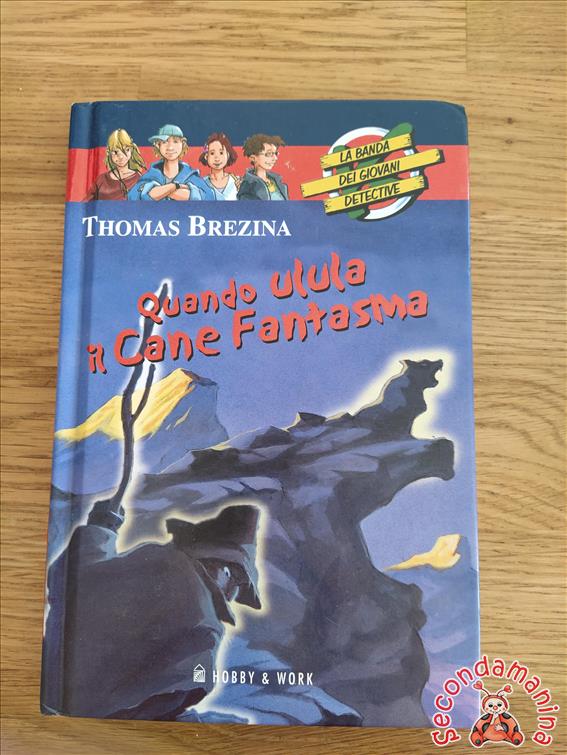 LA BANDA
DEI GIOVANI
DETECTIVE
THOMAS BREZINA
Quando ulula
il Cane Fantasma
HOBBY & WORK
Secondamanina